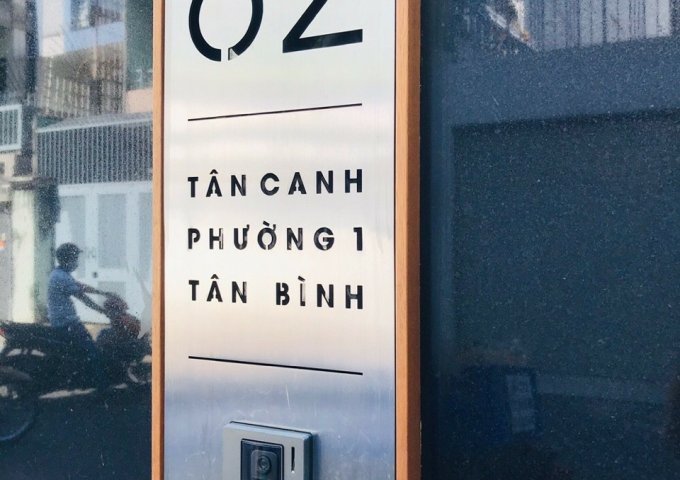 02
TÂN CANH
PHƯỜNG 1
TÂN BÌNH